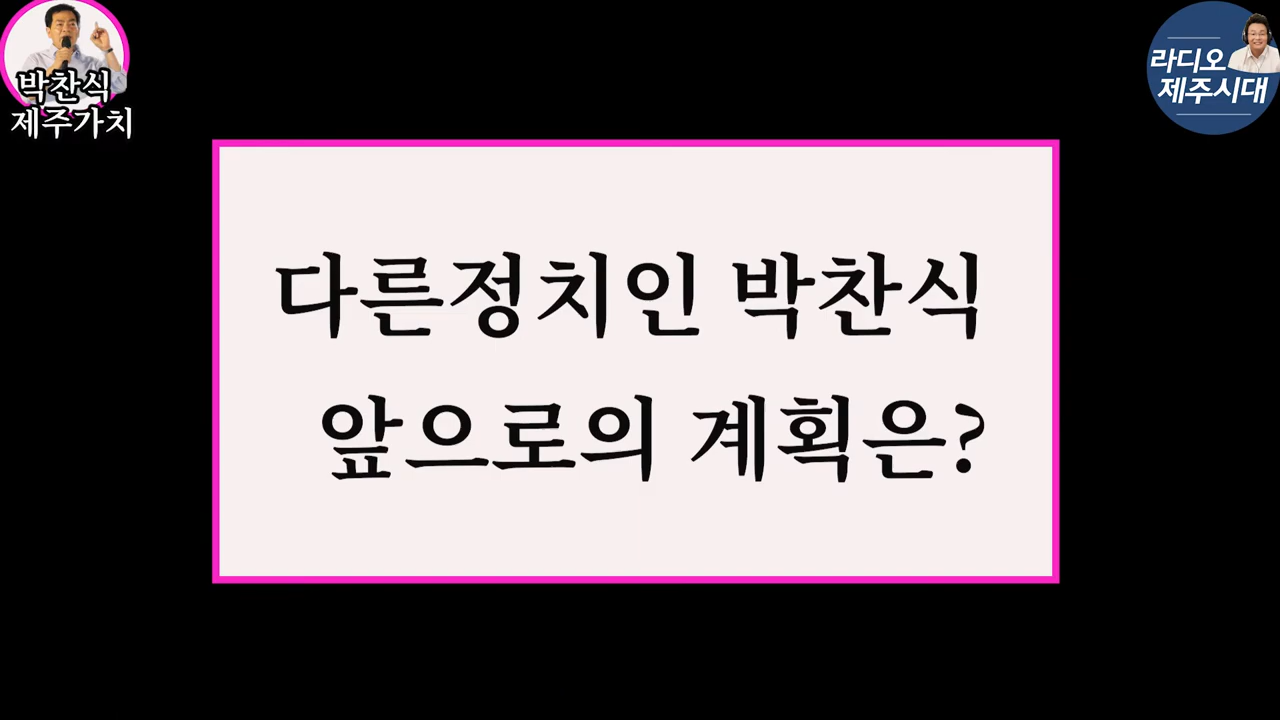 박찬식
제주가치
라디오
제주시대
다른정치인 박찬식
앞으로의 계획은?